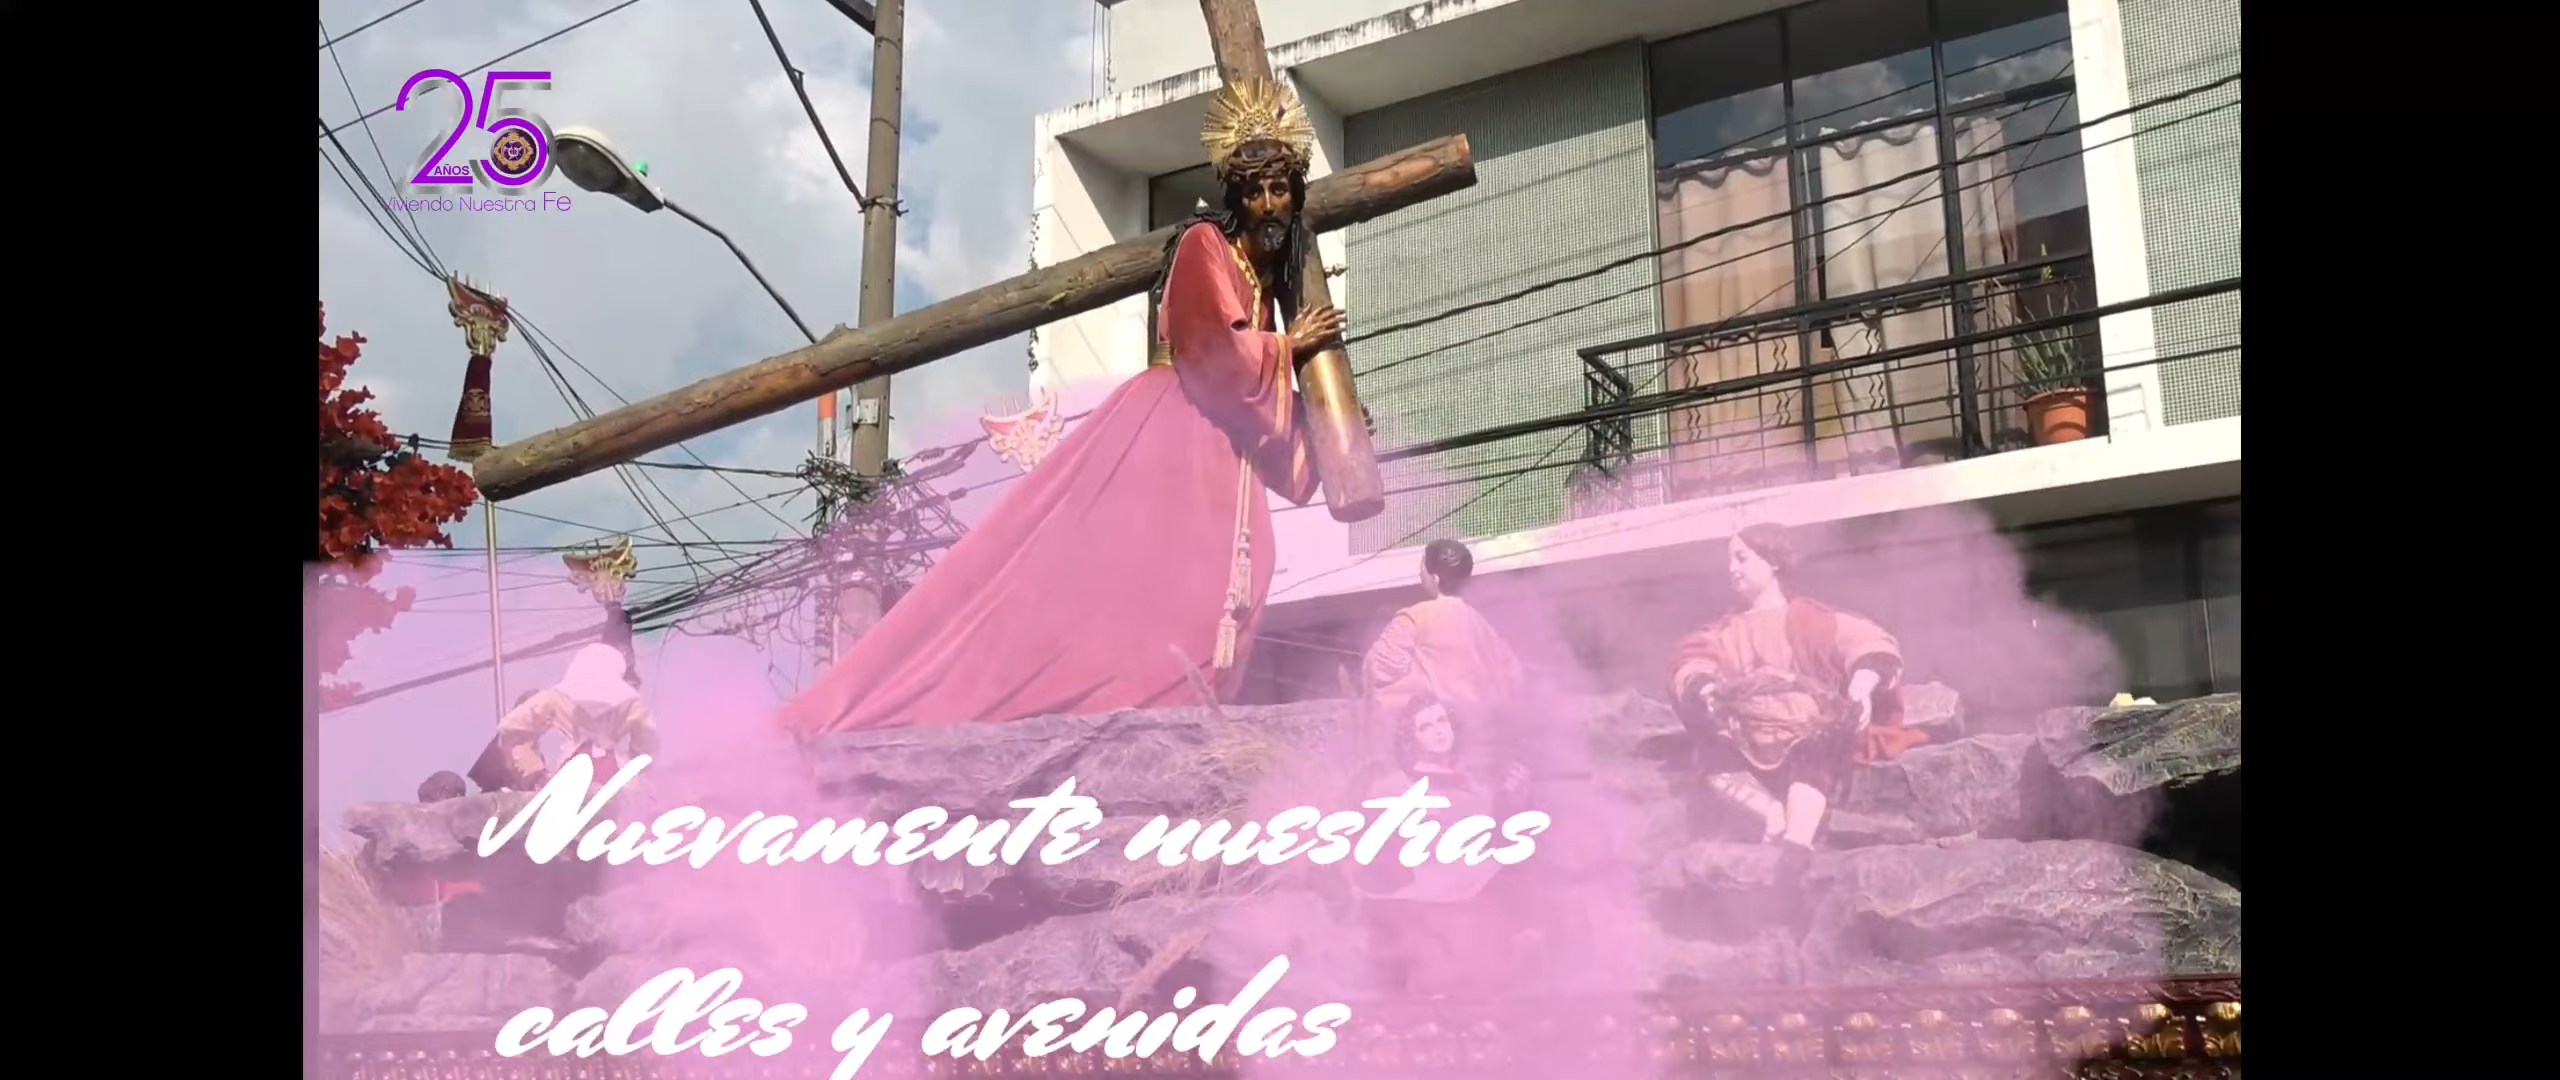 25
AÑOS
Viviendo Nuestra Fe
Nuevamente nuestras
calles y avenidas